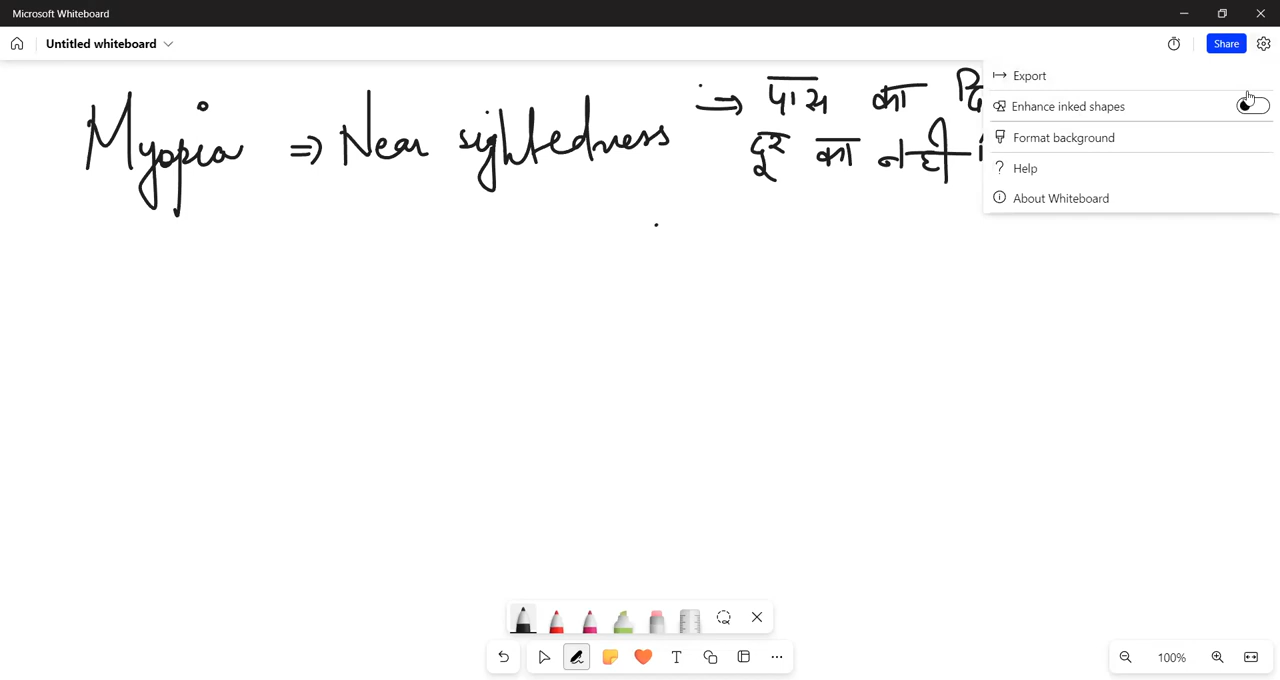 Microsoft Whiteboard
Untitled whiteboard
Share
Export
Enhance inked shapes
Format background
Help
About Whiteboard
Myopia ⇒ Near sightedness ⇒ पास का
दूर का नहीं
100%